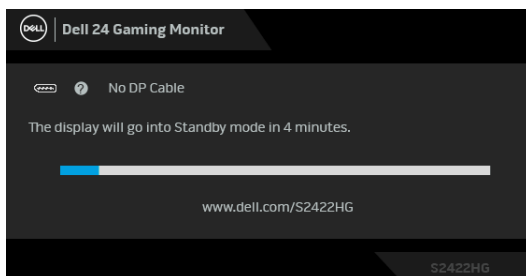 DELL
Dell 24 Gaming Monitor
? No DP Cable
The display will go into Standby mode in 4 minutes.
www.dell.com/S2422HG
S2422HG